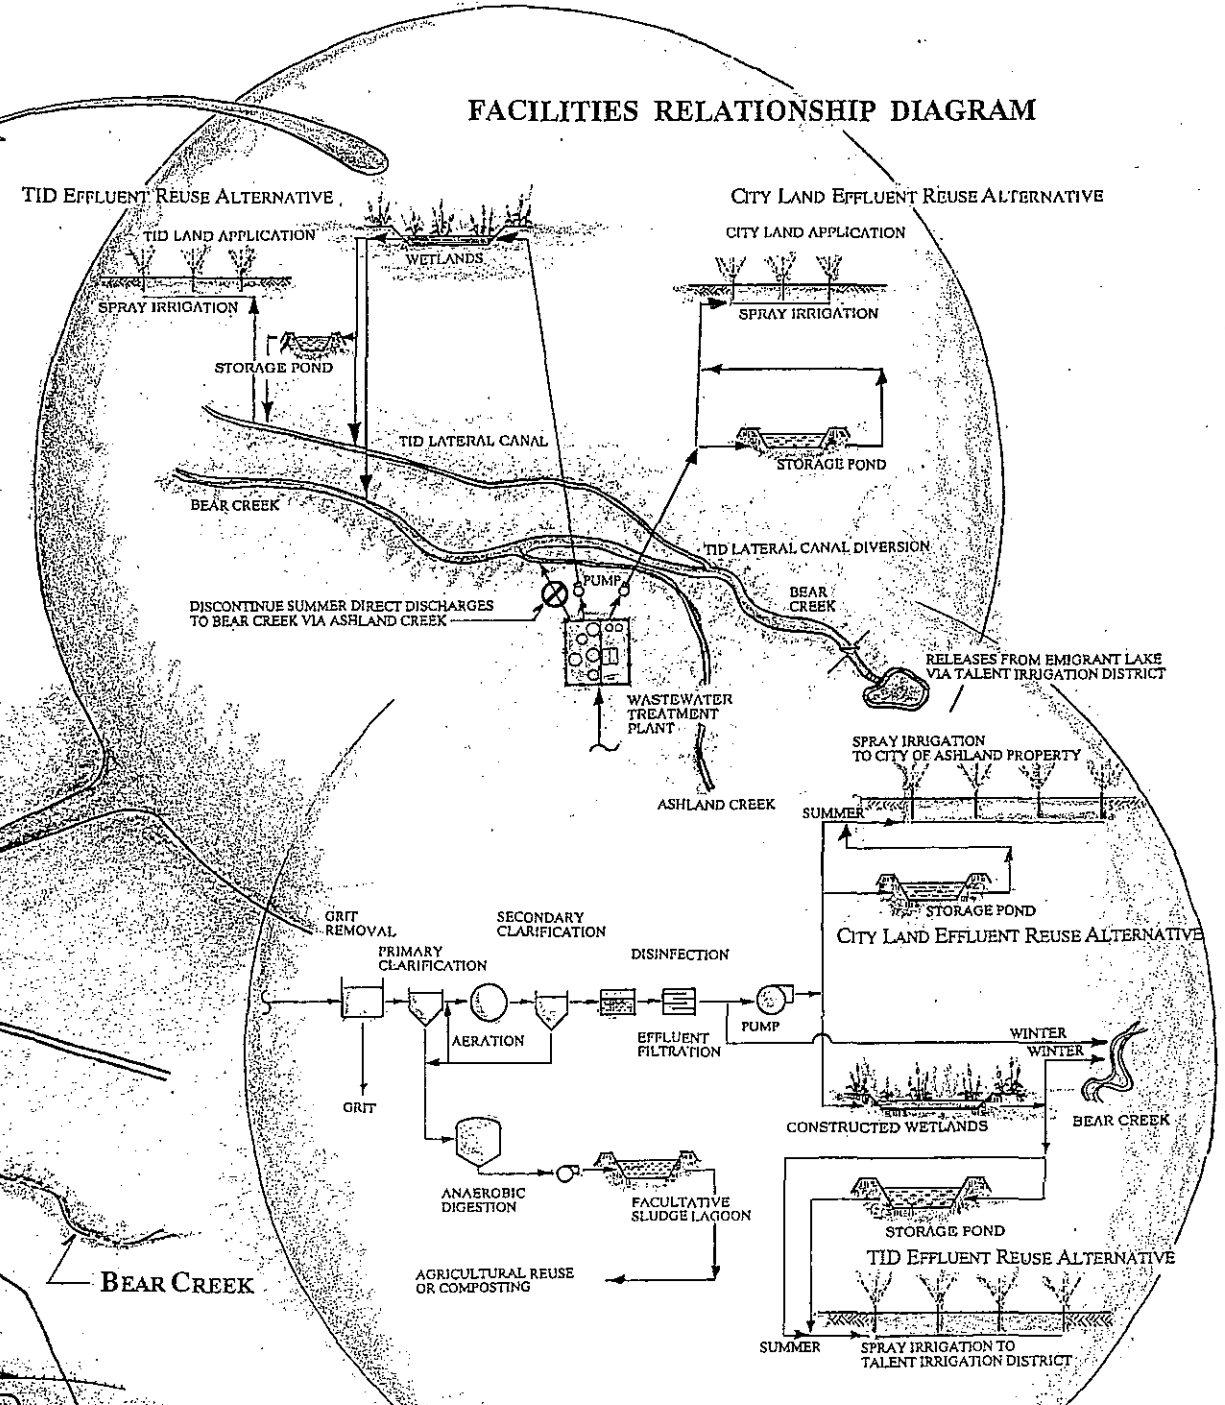 FACILITIES RELATIONSHIP DIAGRAM
TID EFFLUENT REUSE ALTERNATIVE
CITY LAND EFFLUENT REUSE ALTERNATIVE
TID LAND APPLICATION
CITY LAND APPLICATION
WETLANDS
SPRAY IRRIGATION
SPRAY IRRIGATION
STORAGE POND
TID LATERAL CANAL
STORAGE POND
BEAR CREEK
TID LATERAL CANAL DIVERSION
PUMP
BEAR
CREEK
DISCONTINUE SUMMER DIRECT DISCHARGES
TO BEAR CREEK VIA ASHLAND CREEK
RELEASES FROM EMIGRANT LAKE
VIA TALENT IRRIGATION DISTRICT
WASTEWATER
TREATMENT
PLANT
ASHLAND CREEK
SPRAY IRRIGATION
TO CITY OF ASHLAND PROPERTY
SUMMER
STORAGE POND
CITY LAND EFFLUENT REUSE ALTERNATIVE
GRIT
REMOVAL
PRIMARY
CLARIFICATION
SECONDARY
CLARIFICATION
DISINFECTION
AERATION
EFFLUENT
FILTRATION
PUMP
WINTER
WINTER
GRIT
CONSTRUCTED WETLANDS
BEAR CREEK
ANAEROBIC
DIGESTION
FACULTATIVE
SLUDGE LAGOON
STORAGE POND
TID EFFLUENT REUSE ALTERNATIVE
AGRICULTURAL REUSE
OR COMPOSTING
BEAR CREEK
SUMMER
SPRAY IRRIGATION TO
TALENT IRRIGATION DISTRICT